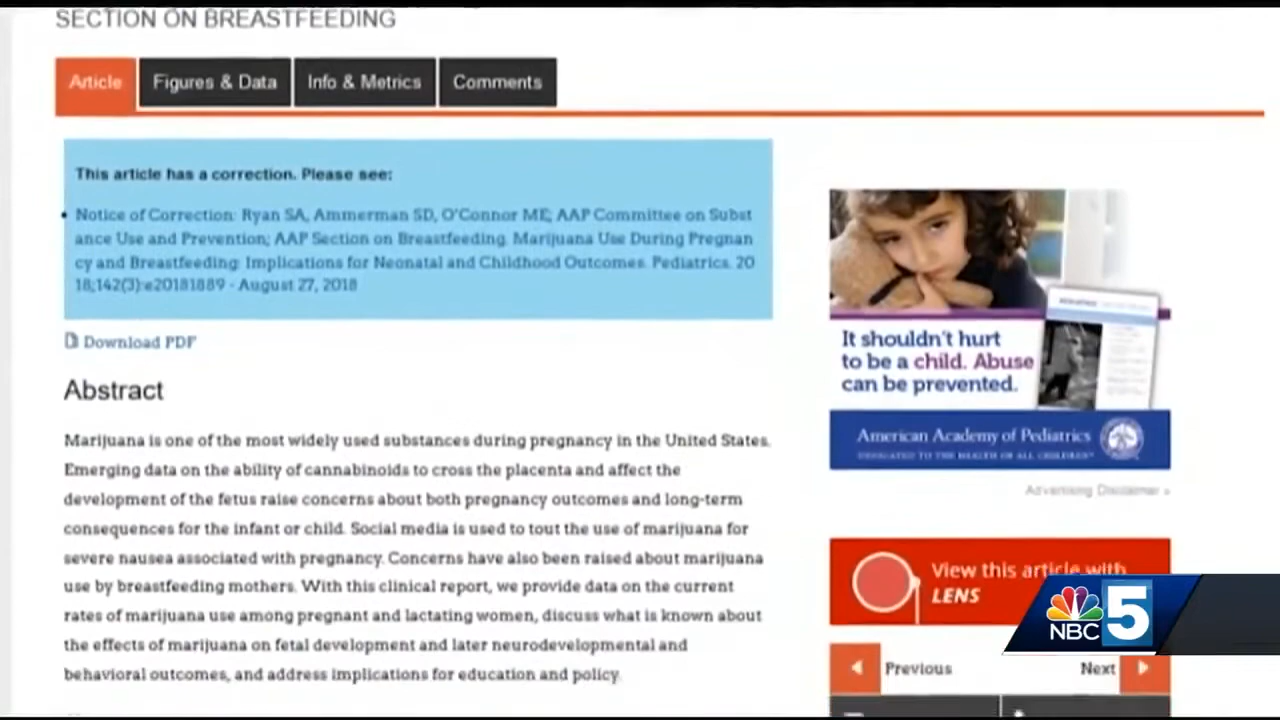 SECTION ON BREASTFEEDING
Article
Figures & Data
Info & Metrics
Comments
This article has a correction. Please see:
• Notice of Correction: Ryan SA, Ammerman SD, O'Connor ME; AAP Committee on Subst
ance Use and Prevention; AAP Section on Breastfeeding. Marijuana Use During Pregnan
cy and Breastfeeding: Implications for Neonatal and Childhood Outcomes. Pediatrics. 20
18;142(3):e20181889 - August 27, 2018
Download PDF
Abstract
Marijuana is one of the most widely used substances during pregnancy in the United States.
Emerging data on the ability of cannabinoids to cross the placenta and affect the
development of the fetus raise concerns about both pregnancy outcomes and long-term
consequences for the infant or child. Social media is used to tout the use of marijuana for
severe nausea associated with pregnancy. Concerns have also been raised about marijuana
use by breastfeeding mothers. With this clinical report, we provide data on the current
rates of marijuana use among pregnant and lactating women, discuss what is known about
the effects of marijuana on fetal development and later neurodevelopmental and
behavioral outcomes, and address implications for education and policy.
It shouldn't hurt
to be a child. Abuse
can be prevented.
American Academy of Pediatrics
DEDICATED TO THE HEALTH OF ALL CHILDREN™
Advertising Disclaimer »
View this article with
LENS
NBC 5
Previous
Next